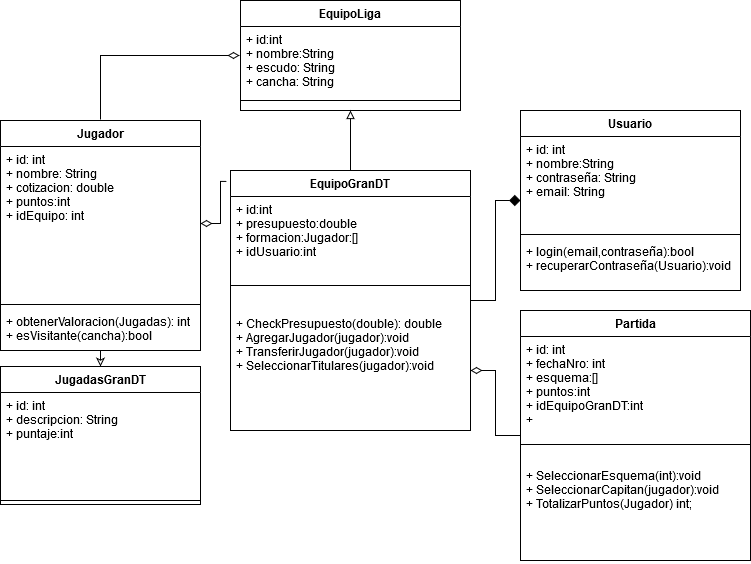 EquipoLiga
+ id:int
+ nombre:String
+ escudo: String
+ cancha: String
Jugador
+ id: int
+ nombre: String
+ cotizacion: double
+ puntos:int
+ idEquipo: int
+ obtenerValoracion(Jugadas): int
+ esVisitante(cancha):bool
JugadasGranDT
+ id: int
+ descripcion: String
+ puntaje:int
EquipoGranDT
+ id:int
+ presupuesto:double
+ formacion:Jugador:[]
+ idUsuario:int
+ CheckPresupuesto(double): double
+ AgregarJugador(jugador):void
+ TransferirJugador(jugador):void
+ SeleccionarTitulares(jugador):void
Usuario
+ id: int
+ nombre:String
+ contraseña: String
+ email: String
+ login(email,contraseña):bool
+ recuperarContraseña(Usuario):void
Partida
+ id: int
+ fechaNro: int
+ esquema:[]
+ puntos:int
+ idEquipoGranDT:int
+
+ SeleccionarEsquema(int):void
+ SeleccionarCapitan(jugador):void
+ TotalizarPuntos(Jugador) int;